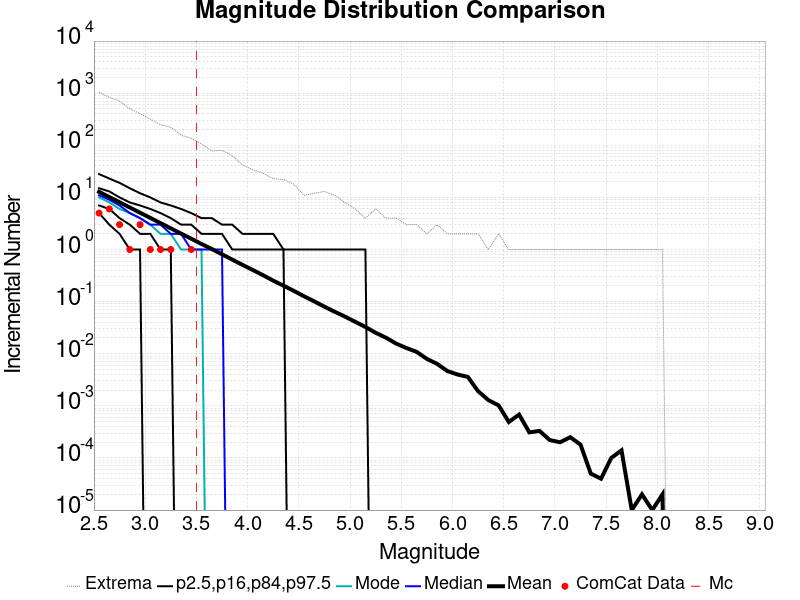 Magnitude Distribution Comparison
10^4
10^3
10^2
10^1
10^0
10^-1
10^-2
10^-3
10^-4
10^-5
Incremental Number
2.5 3.0 3.5 4.0 4.5 5.0 5.5 6.0 6.5 7.0 7.5 8.0 8.5 9.0
Magnitude
Extrema p2.5,p16,p84,p97.5 Mode Median Mean ComCat Data Mc